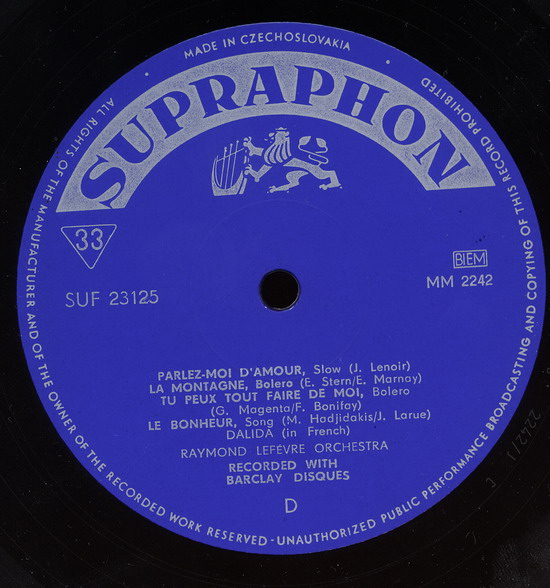 MADE IN CZECHOSLOVAKIA
ALL RIGHTS OF THE MANUFACTURER AND OF THE OWNER OF THE RECORDED WORK RESERVED - UNAUTHORIZED PUBLIC PERFORMANCE BROADCASTING AND COPYING OF THIS RECORD PROHIBITED
SUPRAPHON
33
BIEM
SUF 23125
MM 2242
PARLEZ-MOI D'AMOUR, Slow (J. Lenoir)
LA MONTAGNE, Bolero (E. Stern/E. Marnay)
TU PEUX TOUT FAIRE DE MOI, Bolero
(G. Magenta/F. Bonifay)
LE BONHEUR, Song (M. Hadjidakis/J. Larue)
DALIDA (in French)
RAYMOND LEFÈVRE ORCHESTRA
RECORDED WITH
BARCLAY DISQUES
D